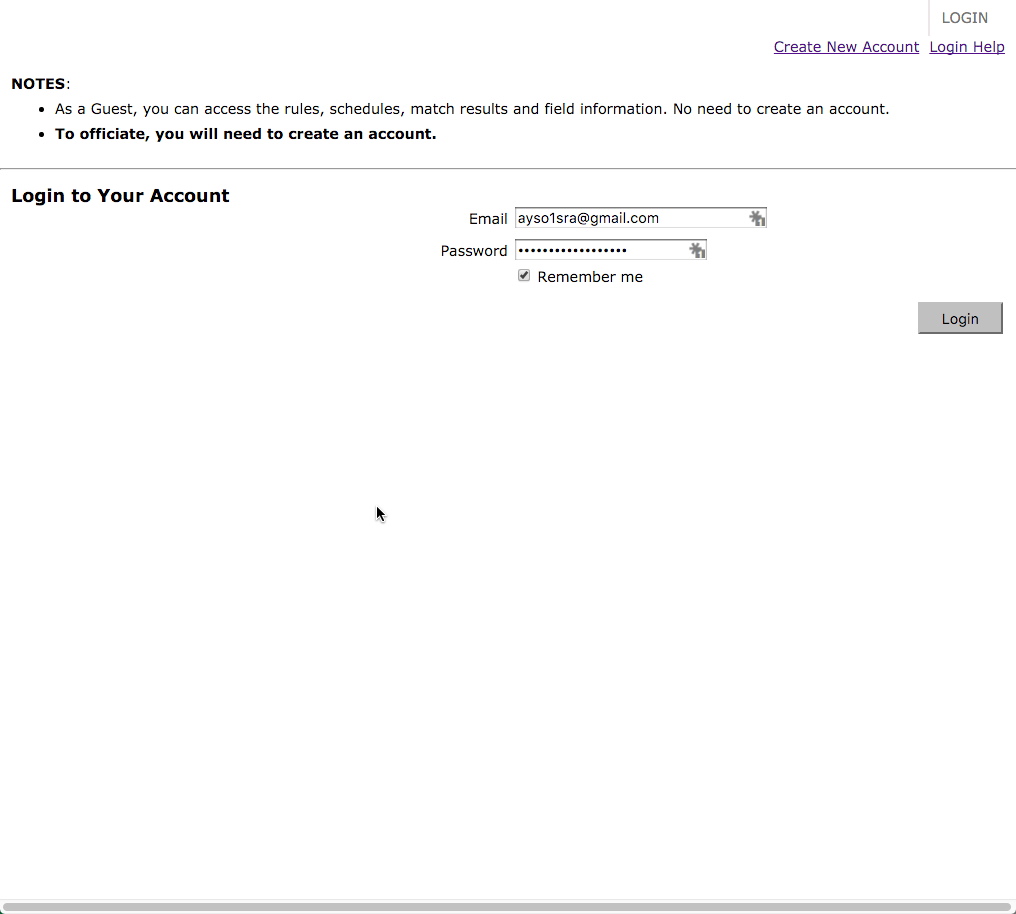 LOGIN
Create New Account Login Help
NOTES:
• As a Guest, you can access the rules, schedules, match results and field information. No need to create an account.
• To officiate, you will need to create an account.
Login to Your Account
Email ayso1sra@gmail.com
Password ••••••••••••••••••
Remember me
Login